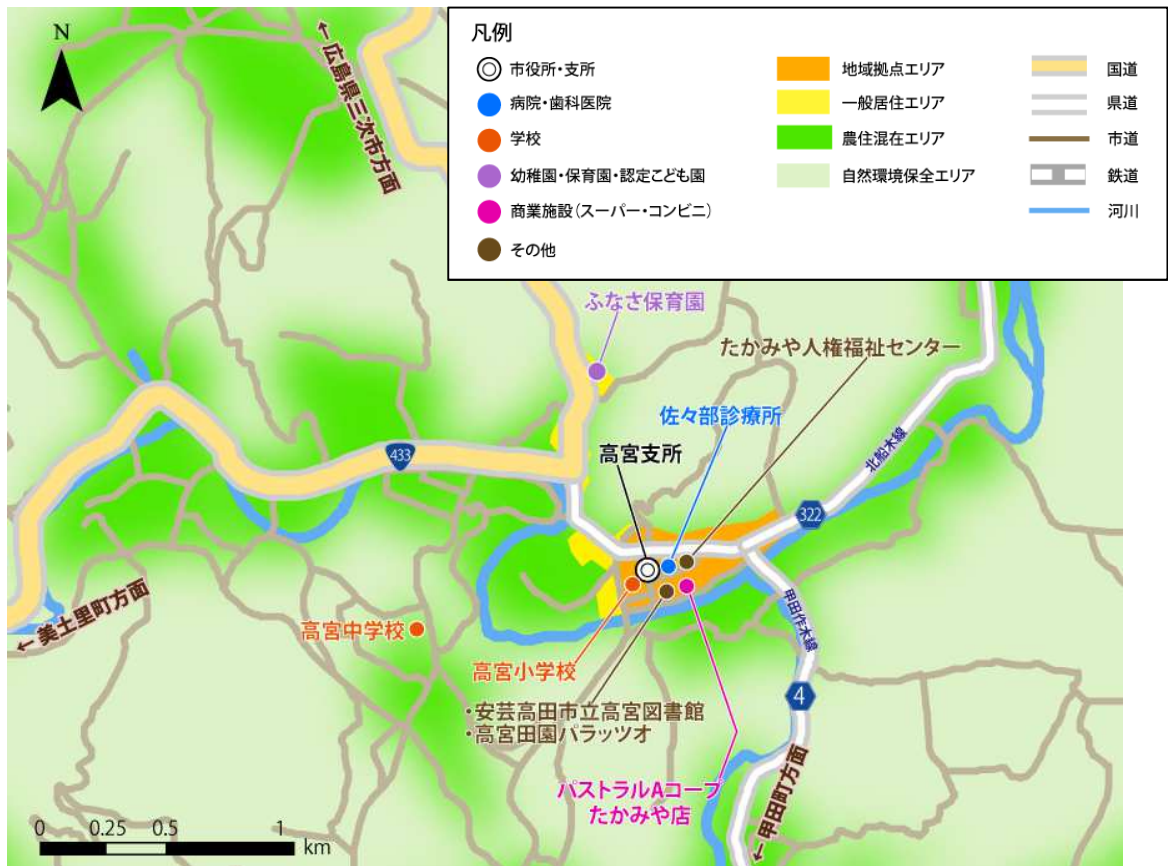 N
←広島県三次市方面
凡例
市役所・支所
病院・歯科医院
学校
幼稚園・保育園・認定こども園
商業施設(スーパー・コンビニ)
その他
地域拠点エリア
一般居住エリア
農住混在エリア
自然環境保全エリア
国道
県道
市道
鉄道
河川
ふなさ保育園
たかみや人権福祉センター
佐々部診療所
高宮支所
433
北船木線
322
甲田作木線
←美土里町方面
高宮中学校
高宮小学校
・安芸高田市立高宮図書館
・高宮田園パラッツオ
4
パストラルAコープ
たかみや店
←甲田町方面
0 0.25 0.5 1
km